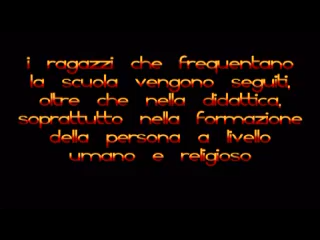 i ragazzi che frequentano
la scuola vengono seguiti,
oltre che nella didattica,
soprattutto nella formazione
della persona a livello
umano e religioso